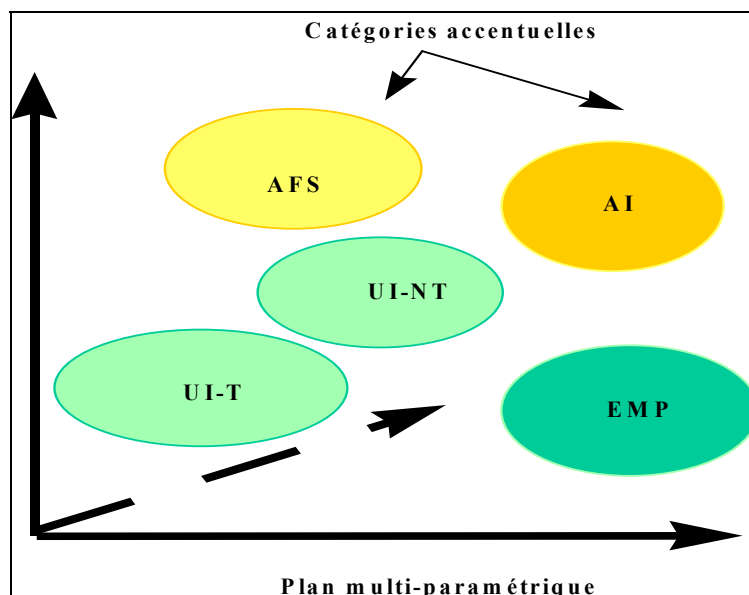 Catégories accentuelles
AFS
AI
UI-NT
UI-T
EMP
Plan multi-paramétrique